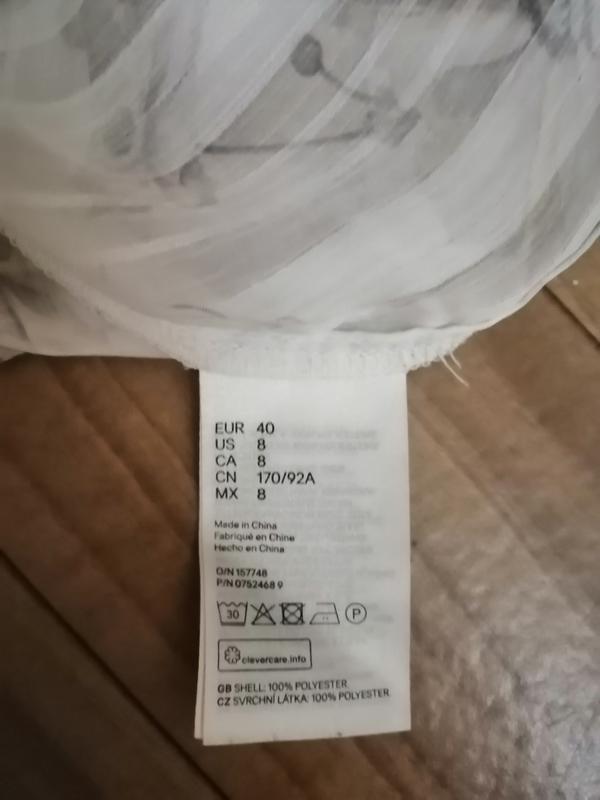 EUR 40
US 8
CA 8
CN 170/92A
MX 8
Made in China
Fabriqué en Chine
Hecho en China
O/N 157748
P/N 0752468 9
30
P
clevercare.info
GB SHELL: 100% POLYESTER
CZ SVRCHNÍ LÁTKA: 100% POLYESTER